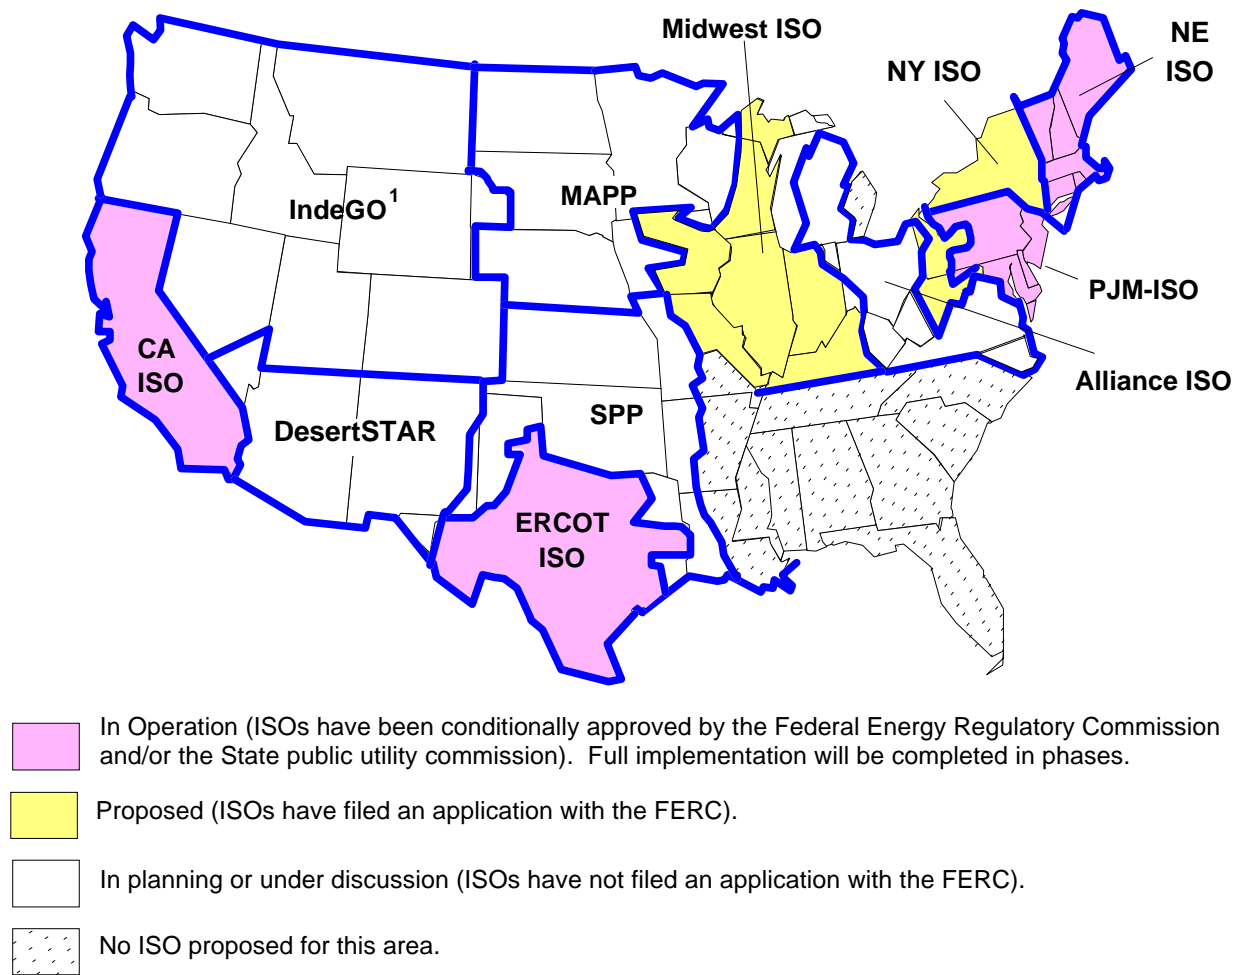 Midwest ISO
NE
ISO
NY ISO
MAPP
IndeGO1
PJM-ISO
CA
ISO
Alliance ISO
SPP
DesertSTAR
ERCOT
ISO
In Operation (ISOs have been conditionally approved by the Federal Energy Regulatory Commission
and/or the State public utility commission).  Full implementation will be completed in phases.
Proposed (ISOs have filed an application with the FERC).
In planning or under discussion (ISOs have not filed an application with the FERC).
No ISO proposed for this area.